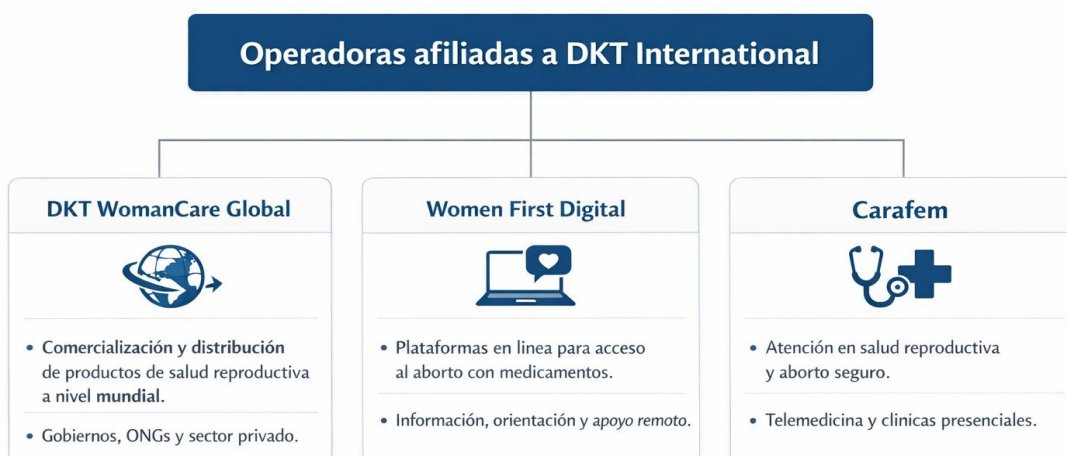 Operadoras afiliadas a DKT International
DKT WomanCare Global
• Comercialización y distribución
de productos de salud reproductiva
a nivel mundial.
• Gobiernos, ONGs y sector privado.
Women First Digital
• Plataformas en linea para acceso
al aborto con medicamentos.
• Información, orientación y apoyo remoto.
Carafem
• Atención en salud reproductiva
y aborto seguro.
• Telemedicina y clinicas presenciales.